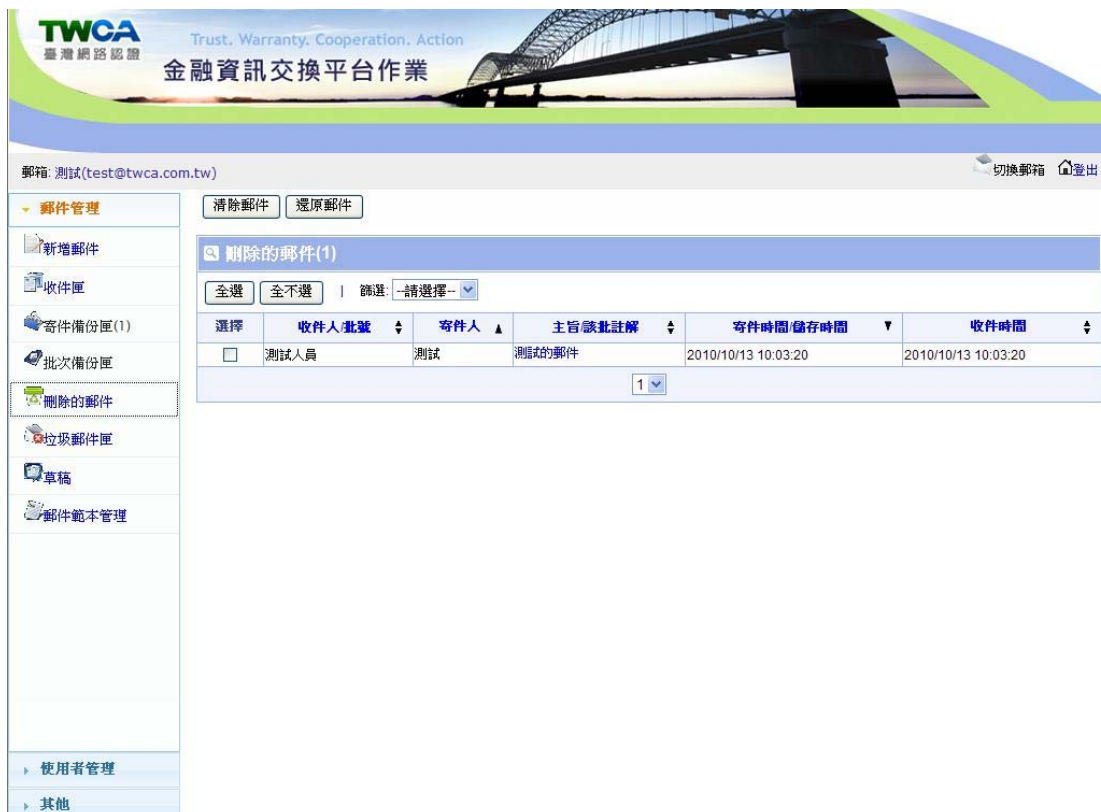 TWCA
臺灣網路認證
Trust. Warranty. Cooperation. Action
金融資訊交換平台作業
郵箱: 測試(test@twca.com.tw)
切換郵箱 登出
郵件管理
新增郵件
收件匣
寄件備份匣(1)
批次備份匣
刪除的郵件
垃圾郵件匣
草稿
郵件範本管理
使用者管理
其他
清除郵件 還原郵件
刪除的郵件(1)
全選 全不選 | 篩選: --請選擇--
選擇 收件人/批號 寄件人 主旨/該批註解 寄件時間/儲存時間 收件時間
測試人員 測試 測試的郵件 2010/10/13 10:03:20 2010/10/13 10:03:20
1